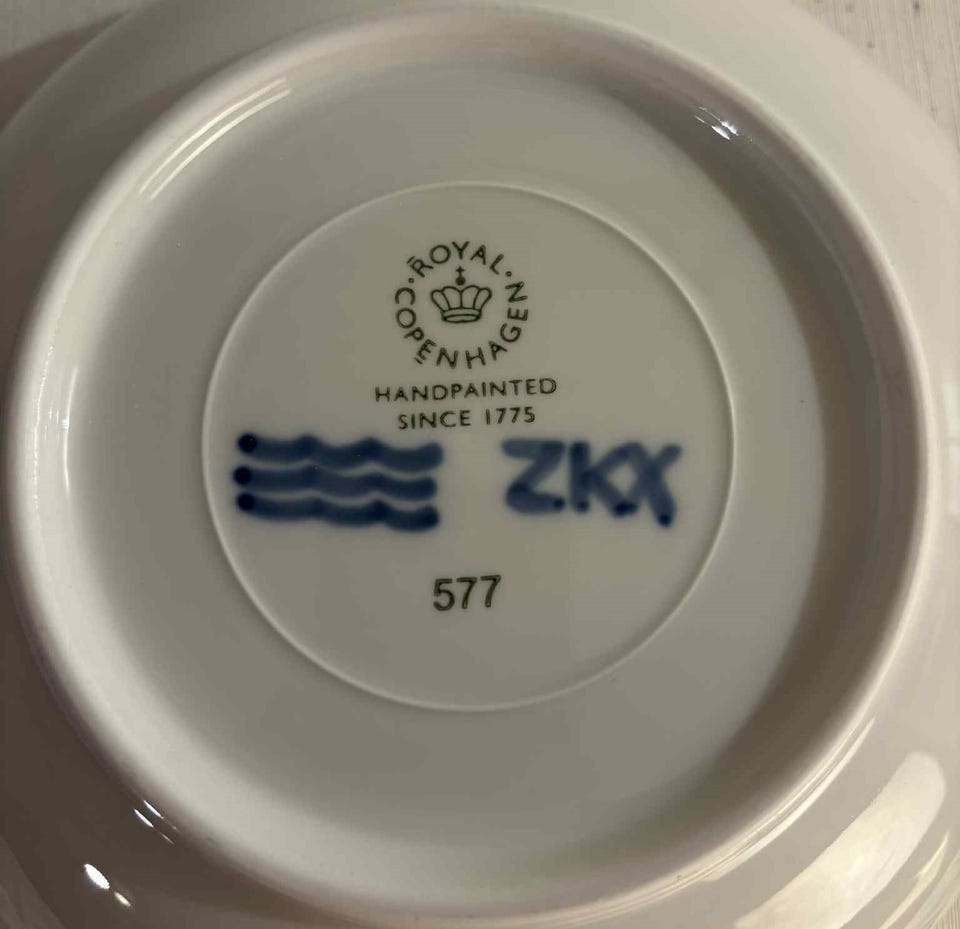 ROYAL COPENHAGEN
HANDPAINTED
SINCE 1775
ZKX
577